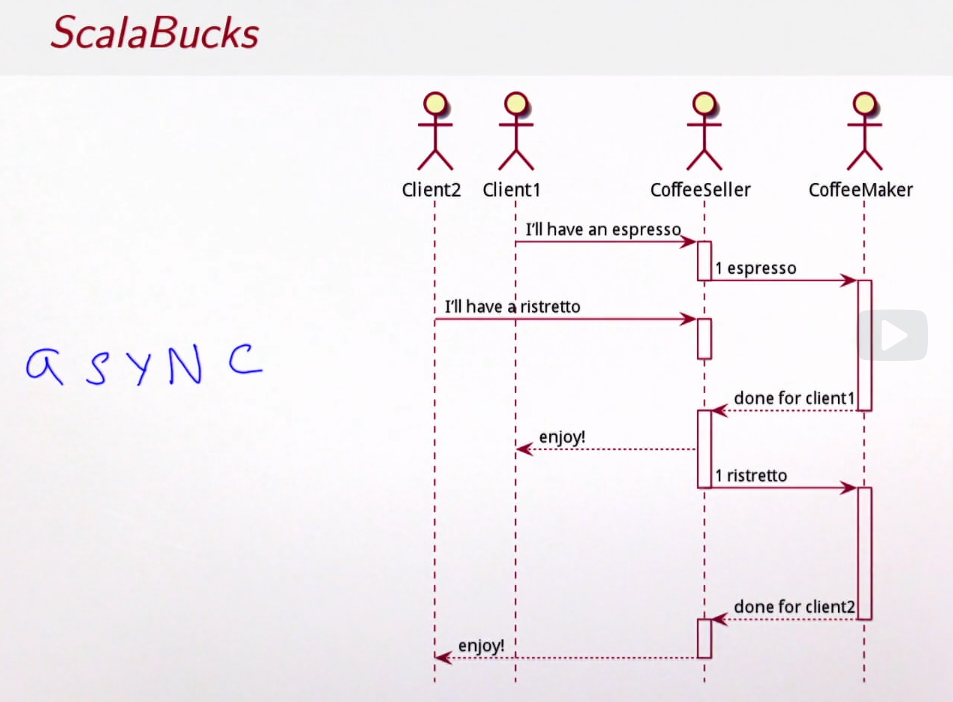 ScalaBucks
Client2 Client1 CoffeeSeller CoffeeMaker
I'll have an espresso
1 espresso
I'll have a ristretto
a s y N c
done for client1
enjoy!
1 ristretto
done for client2
enjoy!